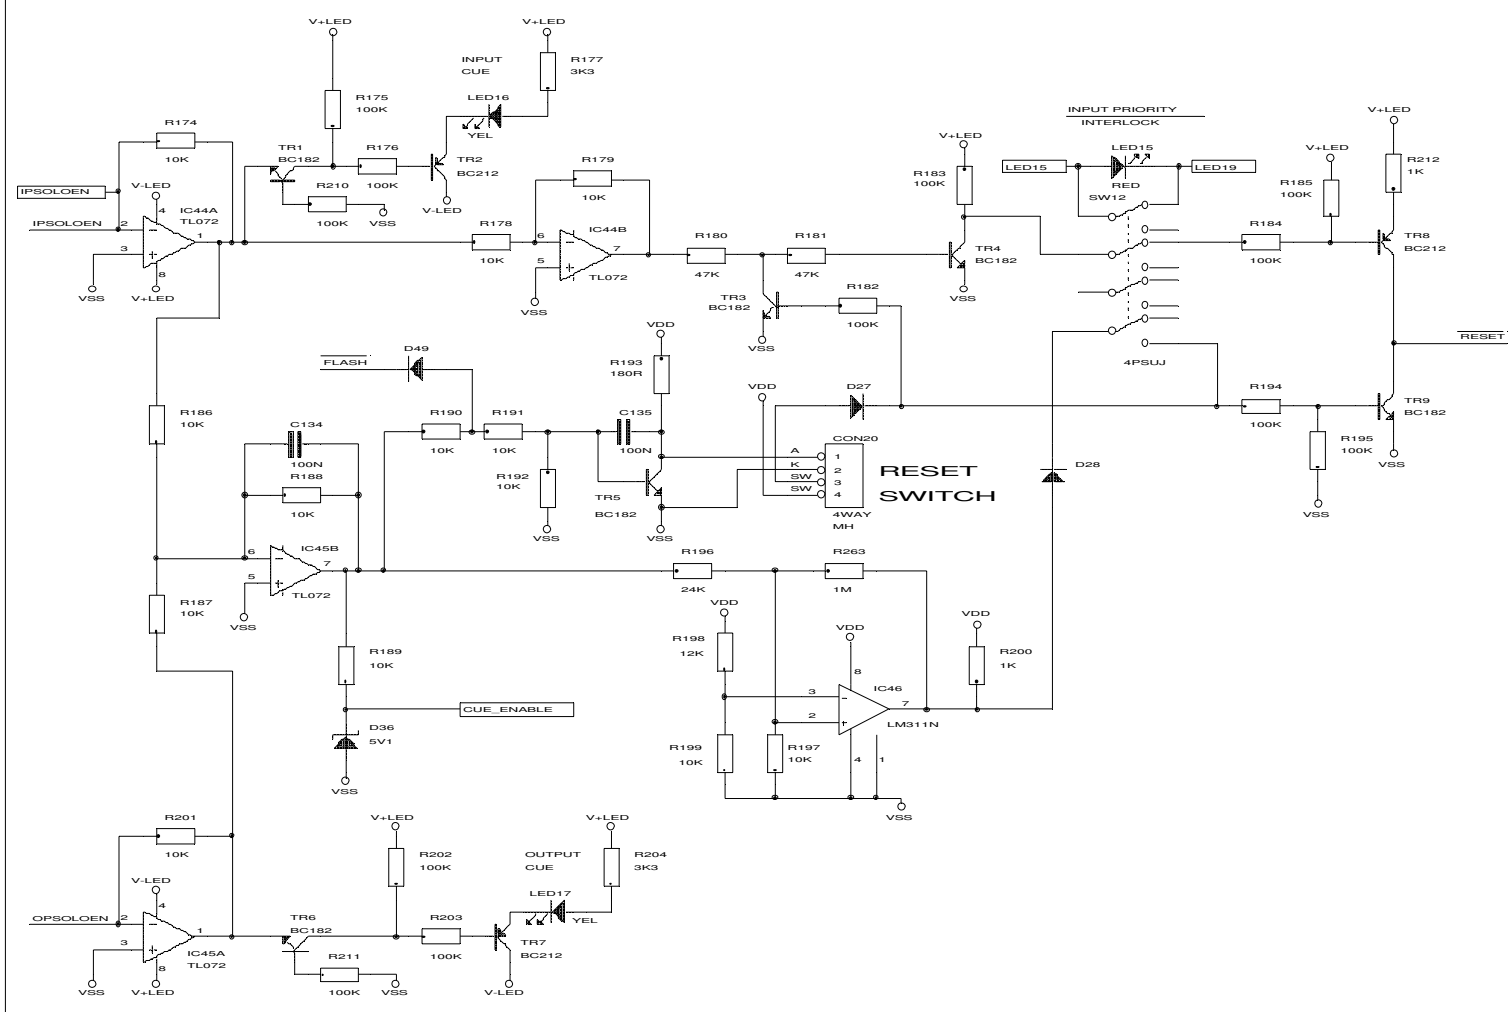 V+LED
V+LED
INPUT
CUE
R177
3K3
R175
100K
LED16
YEL
R174
10K
TR1
BC182
R176
100K
TR2
BC212
V-LED
R210
100K
VSS
IPSOLOEN
V-LED
4
IC44A
TL072
IPSOLOEN
2
3
1
8
VSS
V+LED
R178
10K
R179
10K
6
5
7
IC44B
TL072
VSS
R180
47K
R181
47K
TR3
BC182
VSS
R182
100K
V+LED
R183
100K
TR4
BC182
VSS
INPUT PRIORITY
INTERLOCK
LED15
LED15
RED
LED19
SW12
4PSUJ
V+LED
R185
100K
R184
100K
V+LED
R212
1K
TR8
BC212
RESET
R194
100K
TR9
BC182
VSS
R195
100K
VSS
D49
FLASH
VDD
R193
180R
VDD
D27
R186
10K
C134
100N
R188
10K
R190
10K
R191
10K
C135
100N
R192
10K
VSS
TR5
BC182
VSS
CON20
A
K
SW
SW
1
2
3
4
4WAY
MH
RESET
SWITCH
D28
6
5
7
IC45B
TL072
VSS
R187
10K
R189
10K
CUE_ENABLE
D36
5V1
VSS
R196
24K
R263
1M
VDD
R198
12K
VDD
8
IC46
3
2
7
LM311N
4
1
VDD
R200
1K
R199
10K
R197
10K
VSS
R201
10K
V-LED
4
OPSOLOEN
2
3
1
8
IC45A
TL072
VSS
V+LED
TR6
BC182
R211
100K
VSS
V+LED
R202
100K
R203
100K
OUTPUT
CUE
V+LED
R204
3K3
LED17
YEL
TR7
BC212
V-LED